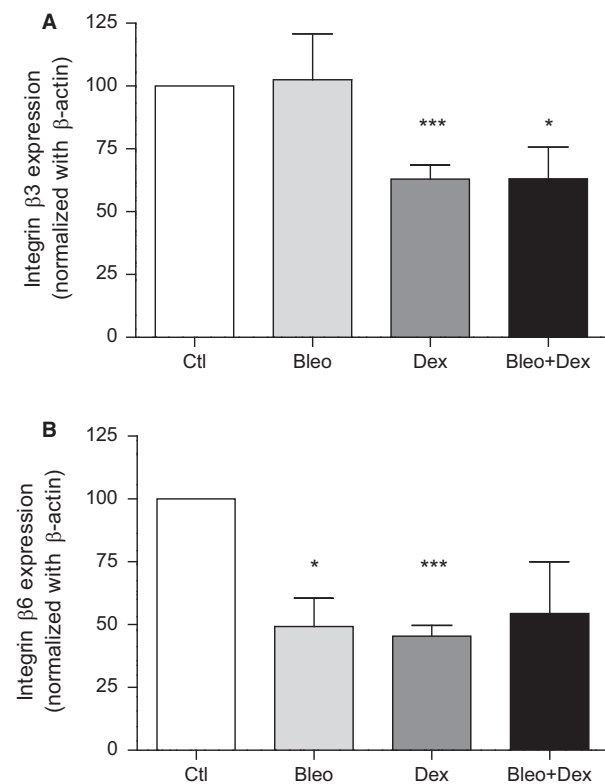 A
Integrin β3 expression
(normalized with β-actin)
125
100
75
50
25
0
***
*
Ctl
Bleo
Dex
Bleo+Dex
B
Integrin β6 expression
(normalized with β-actin)
125
100
75
50
25
0
*
***
Ctl
Bleo
Dex
Bleo+Dex